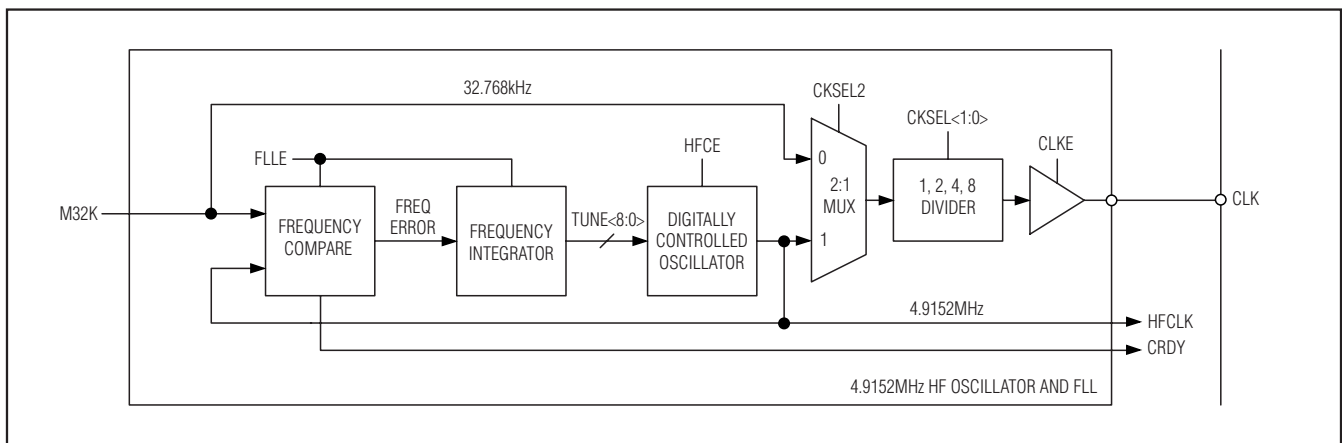 32.768kHz
CKSEL2
CKSEL<1:0>
CLKE
FLLE
HFCE
M32K
FREQUENCY
COMPARE
FREQ
ERROR
FREQUENCY
INTEGRATOR
TUNE<8:0>
DIGITALLY
CONTROLLED
OSCILLATOR
0
2:1
MUX
1
1, 2, 4, 8
DIVIDER
CLK
4.9152MHz
HFCLK
CRDY
4.9152MHz HF OSCILLATOR AND FLL